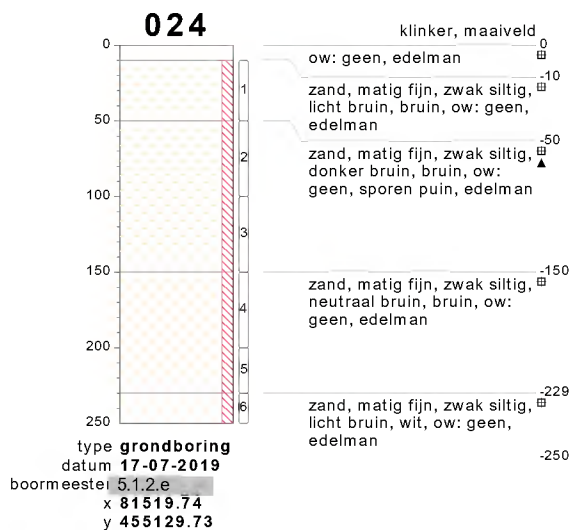 024
klinker, maaiveld
0
0
ow: geen, edelman
-10
1
zand, matig fijn, zwak siltig,
licht bruin, bruin, ow: geen,
edelman
50
-50
2
zand, matig fijn, zwak siltig,
donker bruin, bruin, ow:
geen, sporen puin, edelman
100
3
150
-150
4
zand, matig fijn, zwak siltig,
neutraal bruin, bruin, ow:
geen, edelman
200
5
-229
6
zand, matig fijn, zwak siltig,
licht bruin, wit, ow: geen,
edelman
250
-250
type grondboring
datum 17-07-2019
boormeester 5.1.2.e
x 81519.74
y 455129.73